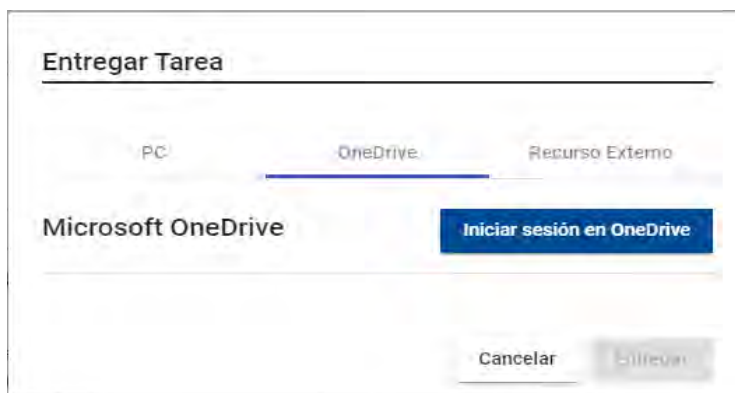 Entregar Tarea
PC OneDrive Recurso Externo
Microsoft OneDrive Iniciar sesión en OneDrive
Cancelar Entregar